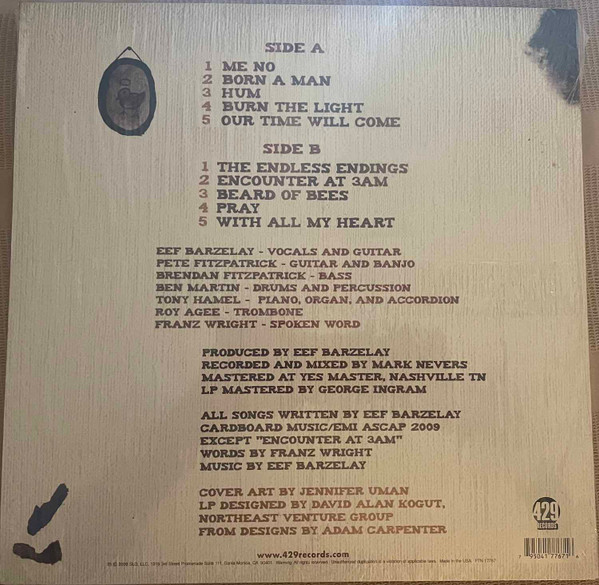 SIDE A
1 ME NO
2 BORN A MAN
3 HUM
4 BURN THE LIGHT
5 OUR TIME WILL COME
SIDE B
1 THE ENDLESS ENDINGS
2 ENCOUNTER AT 3AM
3 BEARD OF BEES
4 PRAY
5 WITH ALL MY HEART
EEF BARZELAY - VOCALS AND GUITAR
PETE FITZPATRICK - GUITAR AND BANJO
BRENDAN FITZPATRICK - BASS
BEN MARTIN - DRUMS AND PERCUSSION
TONY HAMEL - PIANO, ORGAN, AND ACCORDION
ROY AGEE - TROMBONE
FRANZ WRIGHT - SPOKEN WORD
PRODUCED BY EEF BARZELAY
RECORDED AND MIXED BY MARK NEVERS
MASTERED AT YES MASTER, NASHVILLE TN
LP MASTERED BY GEORGE INGRAM
ALL SONGS WRITTEN BY EEF BARZELAY
CARDBOARD MUSIC/EMI ASCAP 2009
EXCEPT "ENCOUNTER AT 3AM"
WORDS BY FRANZ WRIGHT
MUSIC BY EEF BARZELAY
COVER ART BY JENNIFER UMAN
LP DESIGNED BY DAVID ALAN KOGUT,
NORTHEAST VENTURE GROUP
FROM DESIGNS BY ADAM CARPENTER
429
RECORDS
www.429records.com